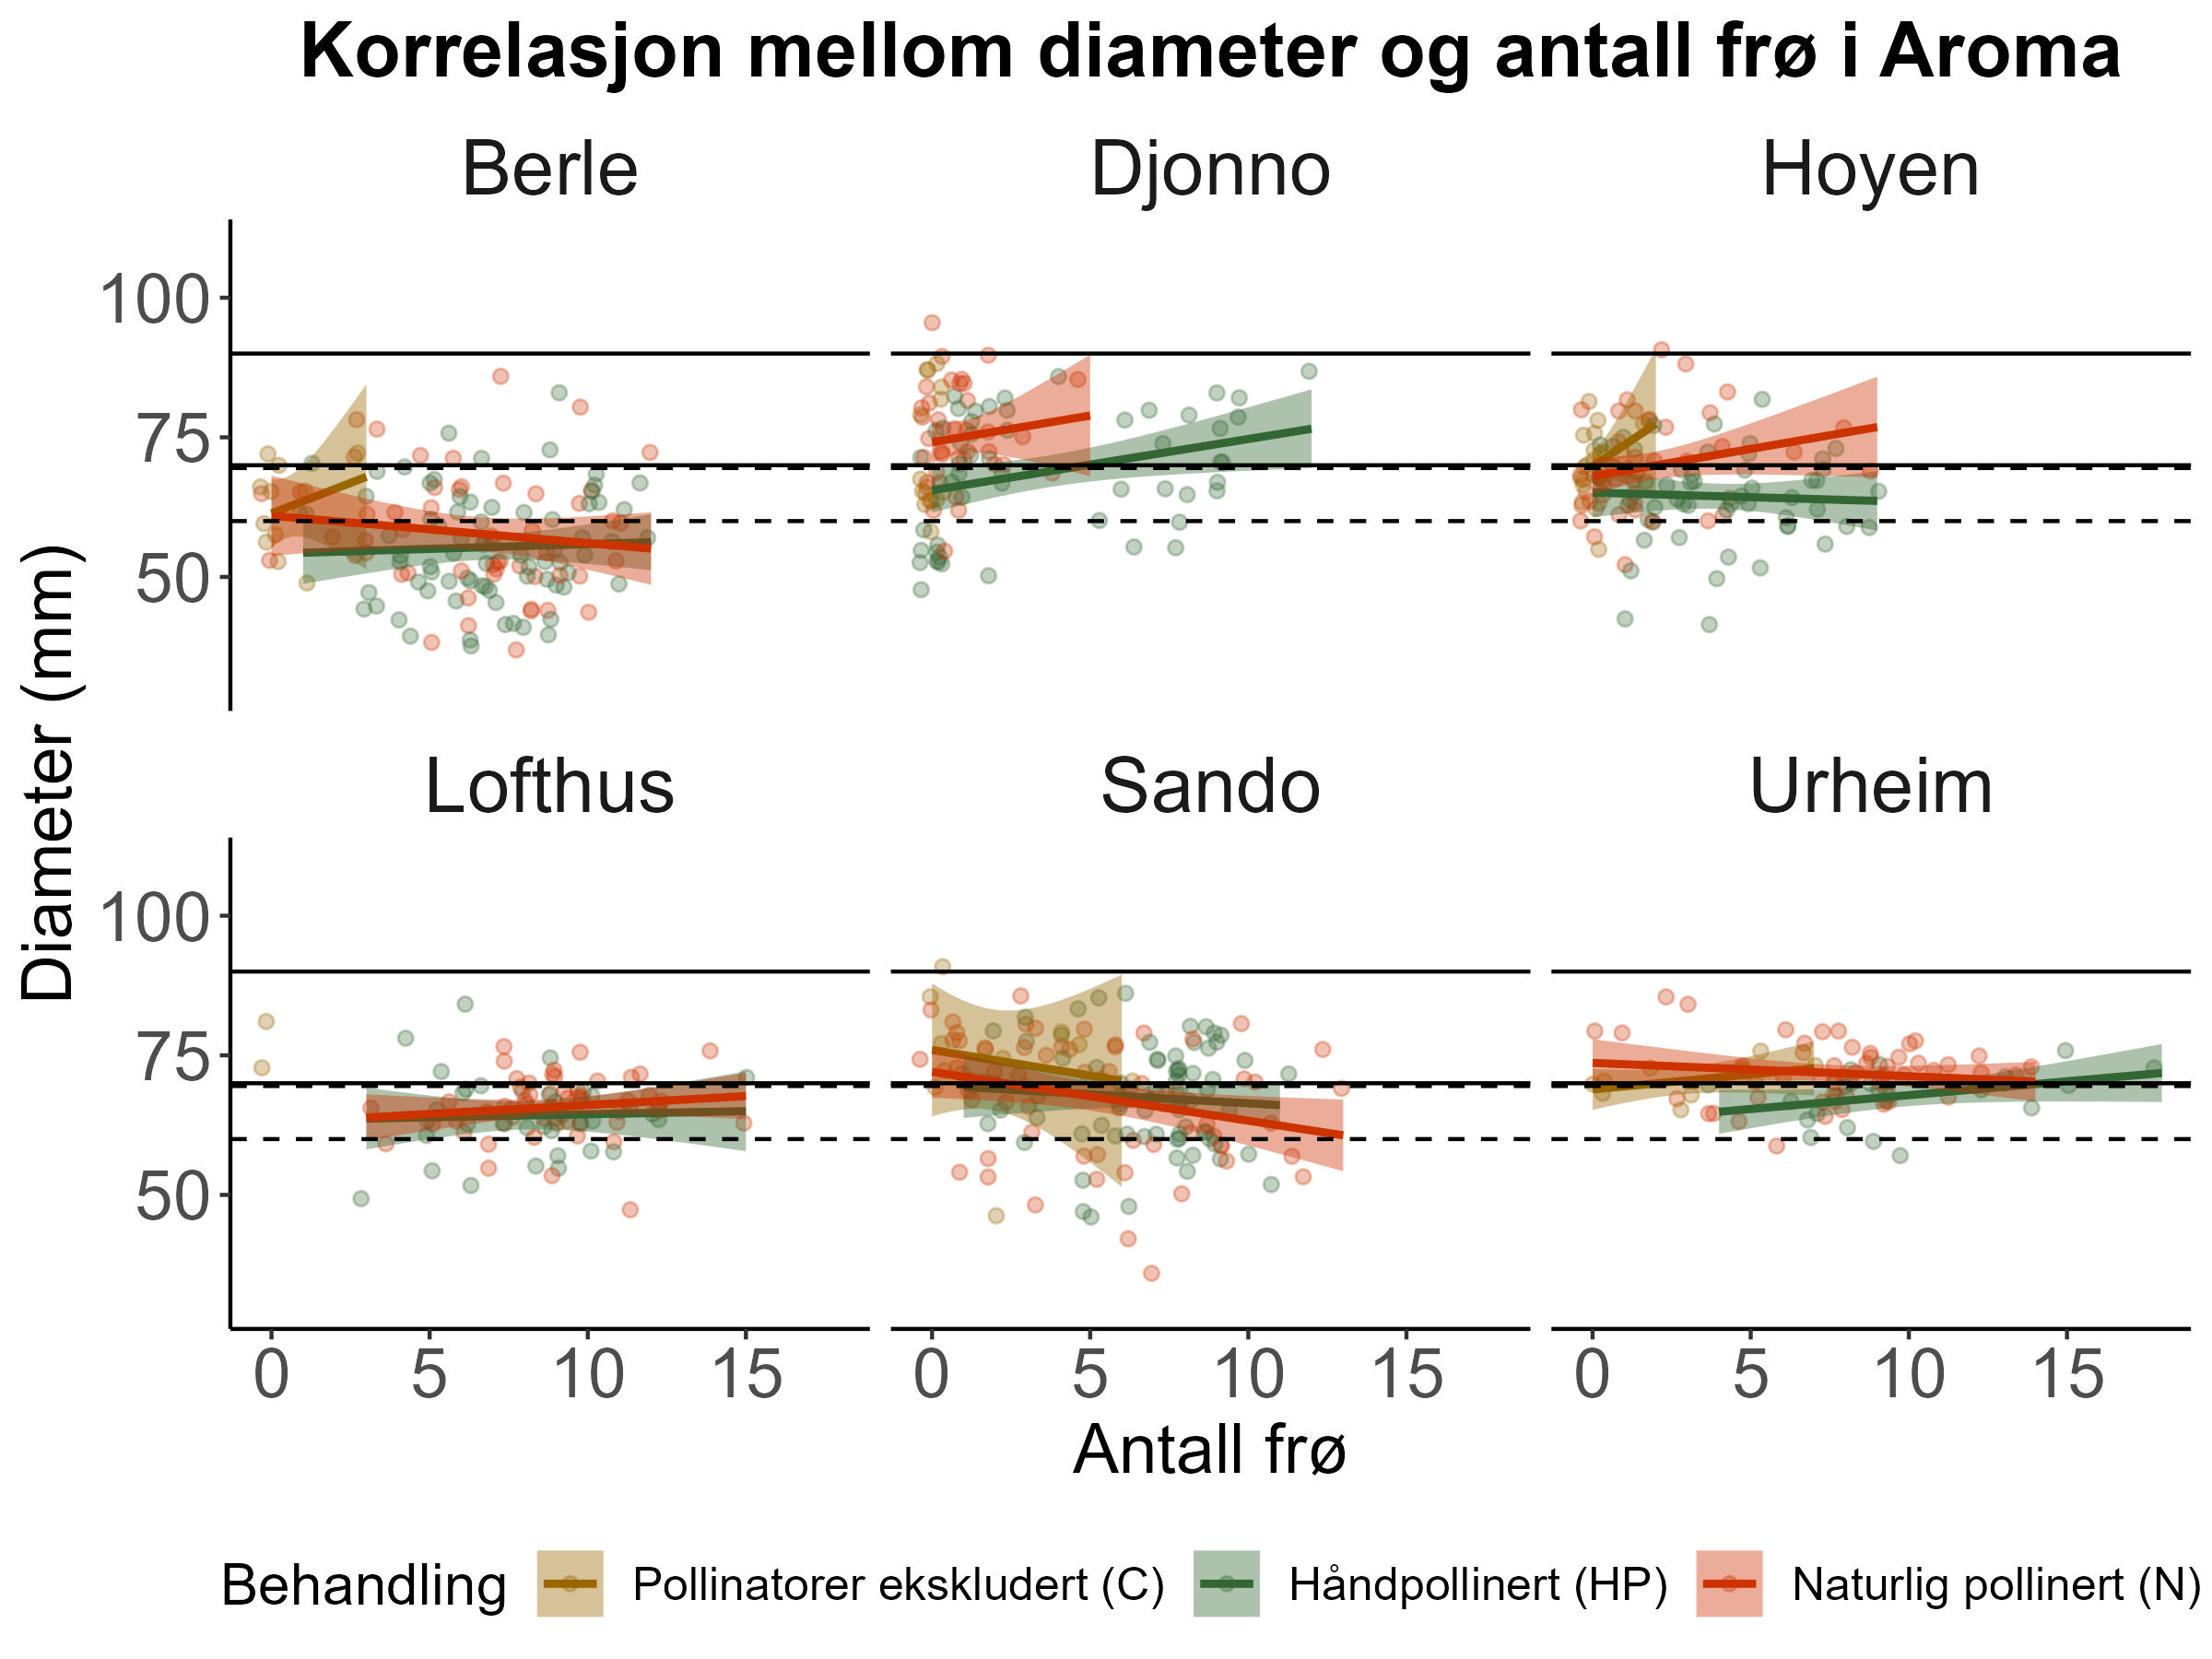 Korrelasjon mellom diameter og antall frø i Aroma
Berle
Djonno
Hoyen
100
75
50
Diameter (mm)
Lofthus
Sando
Urheim
100
75
50
0 5 10 15
0 5 10 15
0 5 10 15
Antall frø
Behandling
Pollinatorer ekskludert (C)
Håndpollinert (HP)
Naturlig pollinert (N)